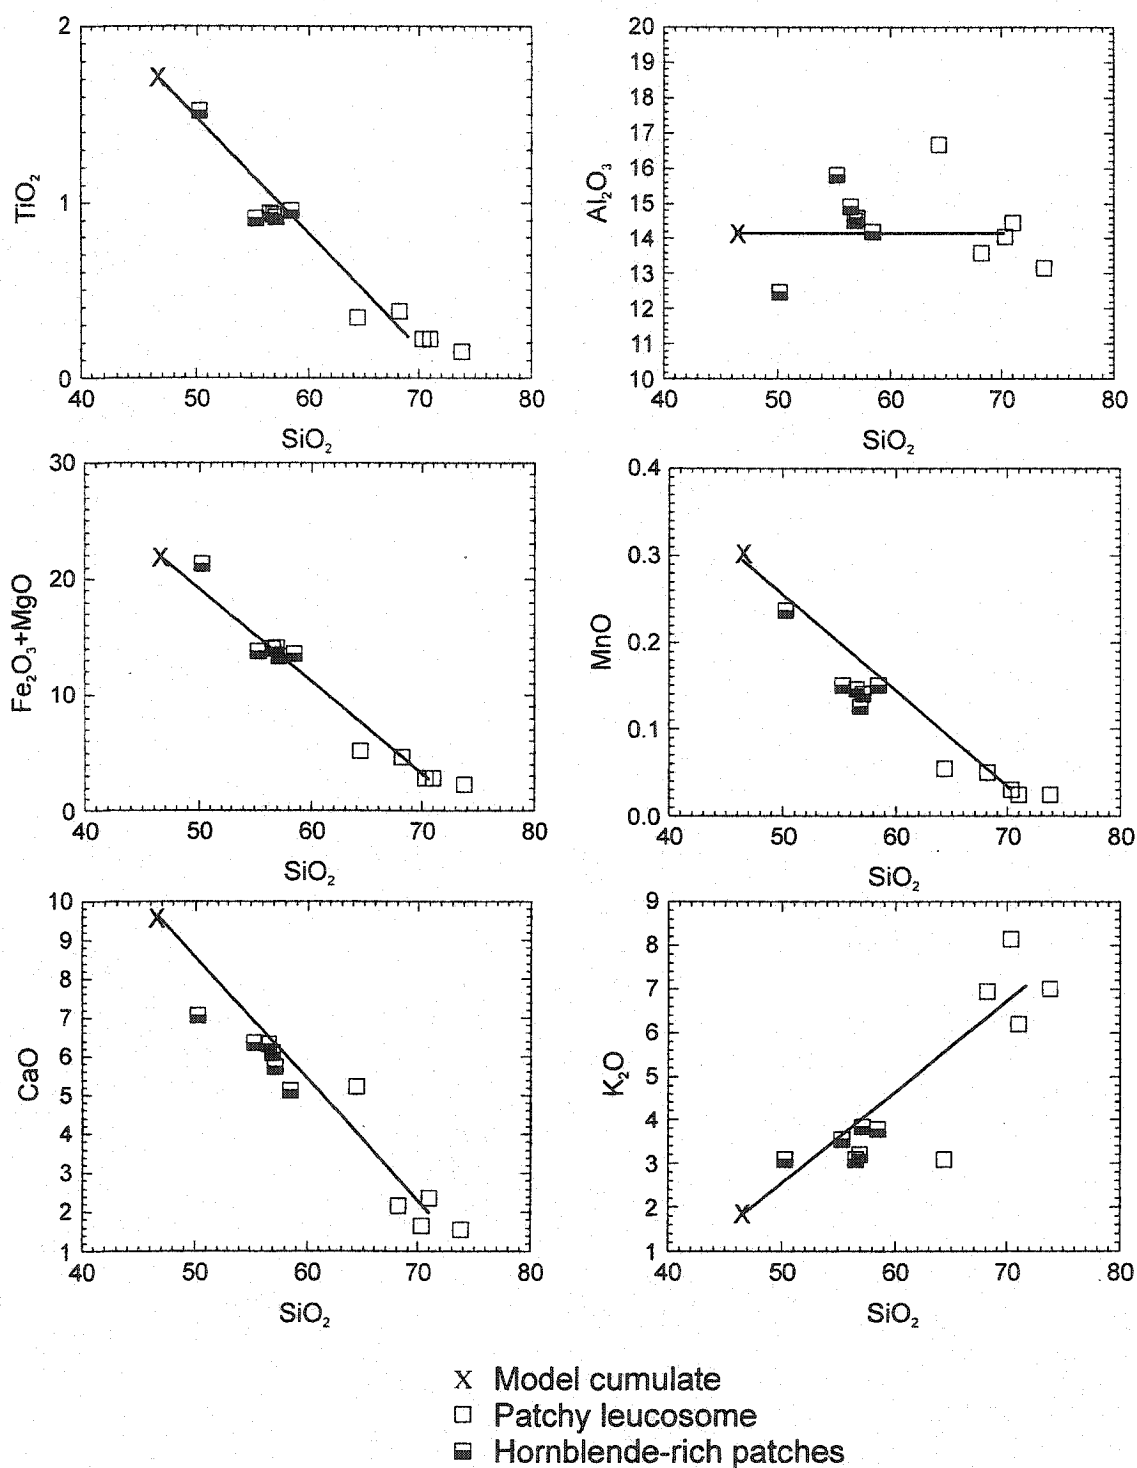 2
1
0
TiO₂
40 50 60 70 80
SiO₂
20
19
18
17
16
15
14
13
12
11
10
Al₂O₃
40 50 60 70 80
SiO₂
30
20
10
0
Fe₂O₃+MgO
40 50 60 70 80
SiO₂
0.4
0.3
0.2
0.1
0.0
MnO
40 50 60 70 80
SiO₂
10
9
8
7
6
5
4
3
2
1
CaO
40 50 60 70 80
SiO₂
9
8
7
6
5
4
3
2
1
K₂O
40 50 60 70 80
SiO₂
X Model cumulate
Patchy leucosome
Hornblende-rich patches